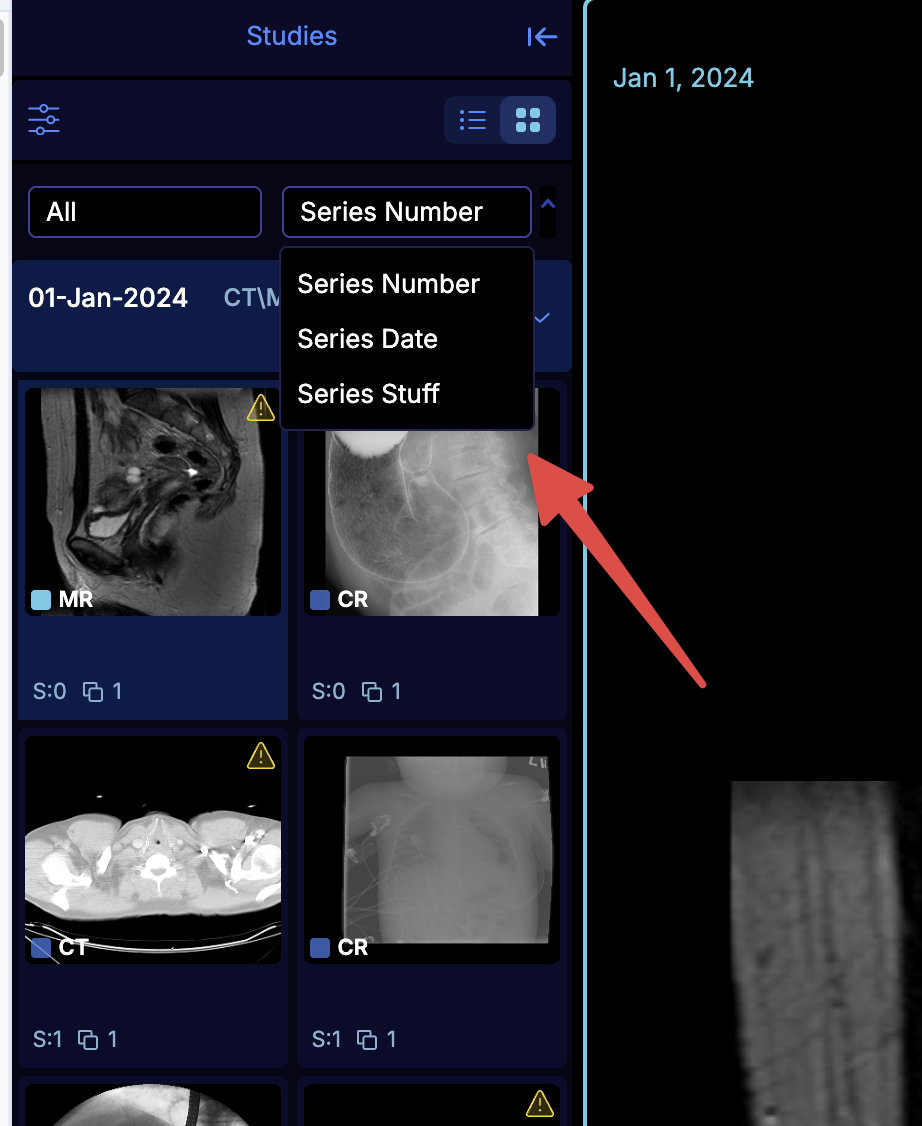 Studies
Jan 1, 2024
All
Series Number
Series Number
Series Date
Series Stuff
01-Jan-2024 CT\M
MR
CR
S:0 1
S:0 1
CT
CR
S:1 1
S:1 1